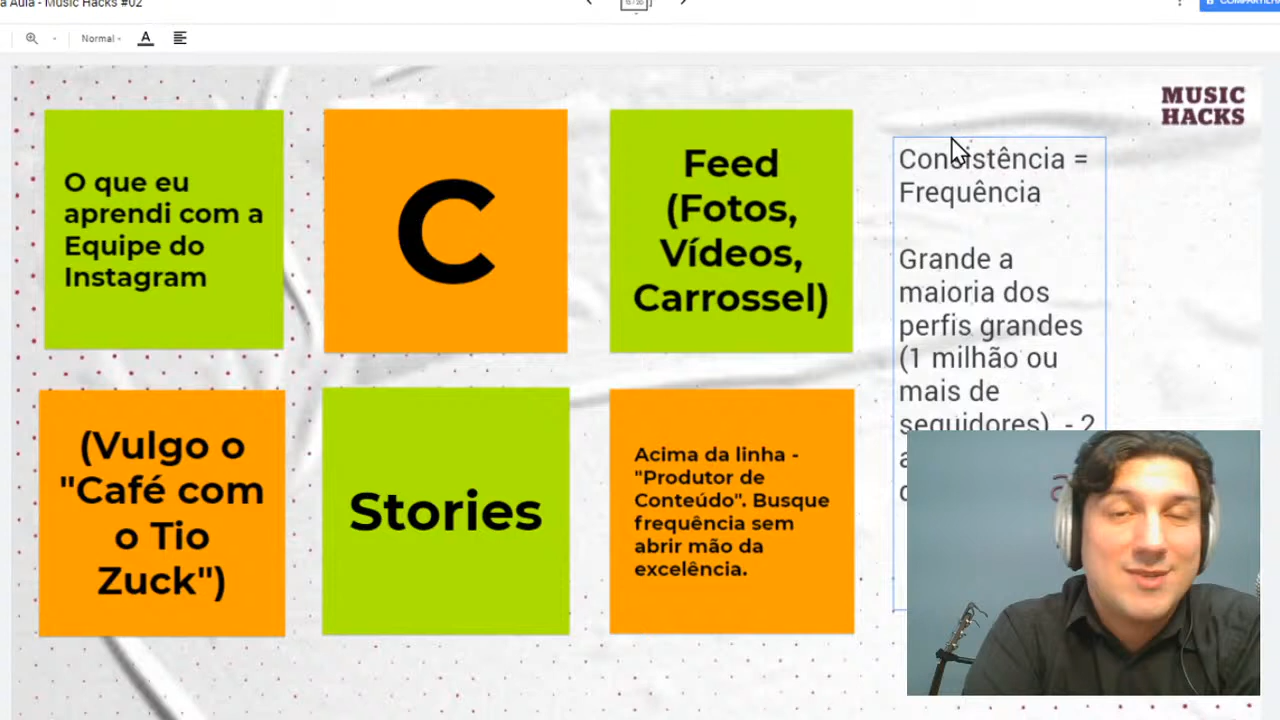 a Aula - Music Hacks #02
Normal
A
MUSIC
HACKS
O que eu
aprendi com a
Equipe do
Instagram
C
Feed
(Fotos,
Vídeos,
Carrossel)
Consistência =
Frequência
Grande a
maioria dos
perfis grandes
(1 milhão ou
mais de
seguidores) - 2
(Vulgo o
"Café com
o Tio
Zuck")
Stories
Acima da linha -
"Produtor de
Conteúdo". Busque
frequência sem
abrir mão da
excelência.